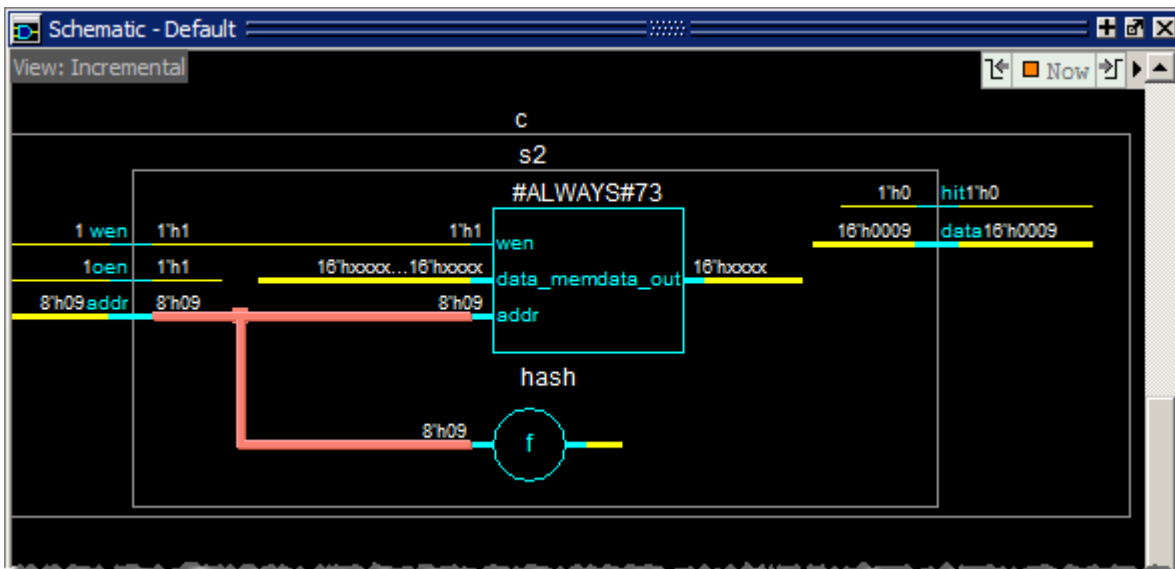 Schematic - Default
View: Incremental
Now
c
s2
#ALWAYS#73
1'h0 hit1'h0
1 wen 1'h1 1'h1 wen
16'h0009 data16'h0009
1oen 1'h1 16'hxxxx...16'hxxxx data_memdata_out 16'hxxxx
8'h09addr 8'h09 8'h09 addr
hash
8'h09 f